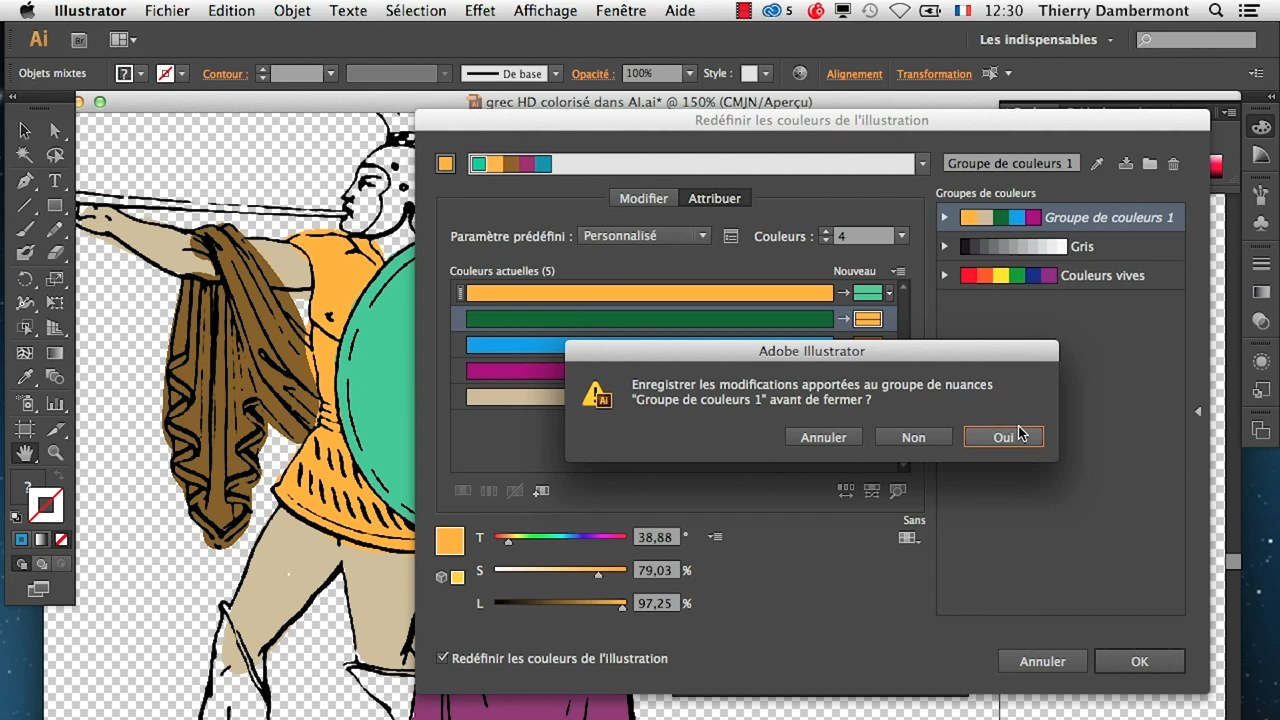 Illustrator Fichier Edition Objet Texte Sélection Effet Affichage Fenêtre Aide 5 12:30 Thierry Dambermont
Ai Br Les indispensables
Objets mixtes ? Contour : De base Opacité : 100% Style : Alignement Transformation
grec HD colorisé dans AI.ai* @ 150% (CMJN/Aperçu)
Redéfinir les couleurs de l'illustration
Groupe de couleurs 1
Modifier Attribuer
Groupes de couleurs
Groupe de couleurs 1
Paramètre prédéfini : Personnalisé Couleurs : 4
Gris
Couleurs actuelles (5) Nouveau
Couleurs vives
Adobe Illustrator
Enregistrer les modifications apportées au groupe de nuances
"Groupe de couleurs 1" avant de fermer ?
Annuler Non Oui
?
Sans
T 38,88 °
S 79,03 %
L 97,25 %
Redéfinir les couleurs de l'illustration
Annuler OK